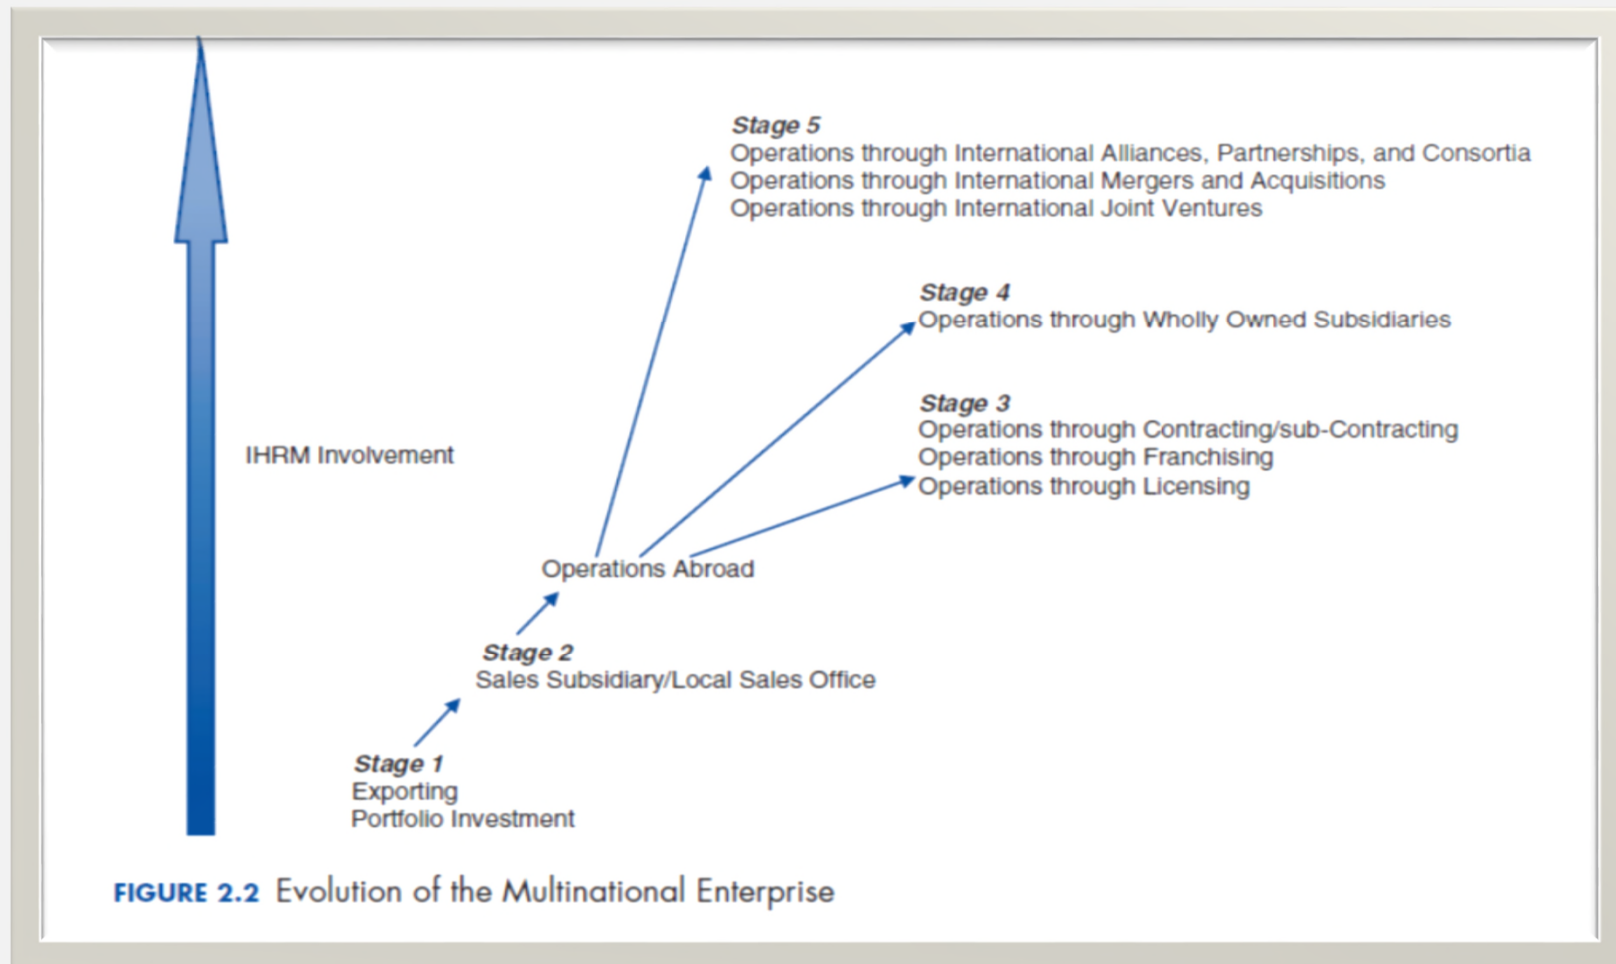 Stage 5
Operations through International Alliances, Partnerships, and Consortia
Operations through International Mergers and Acquisitions
Operations through International Joint Ventures
Stage 4
Operations through Wholly Owned Subsidiaries
Stage 3
Operations through Contracting/sub-Contracting
Operations through Franchising
Operations through Licensing
IHRM Involvement
Operations Abroad
Stage 2
Sales Subsidiary/Local Sales Office
Stage 1
Exporting
Portfolio Investment
FIGURE 2.2 Evolution of the Multinational Enterprise